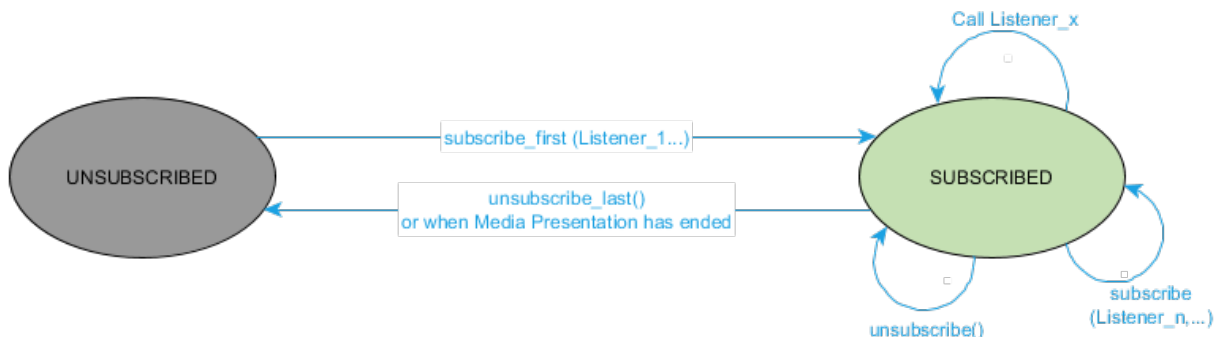 Call Listener_x
UNSUBSCRIBED
subscribe_first (Listener_1...)
SUBSCRIBED
unsubscribe_last()
or when Media Presentation has ended
unsubscribe()
subscribe
(Listener_n,...)